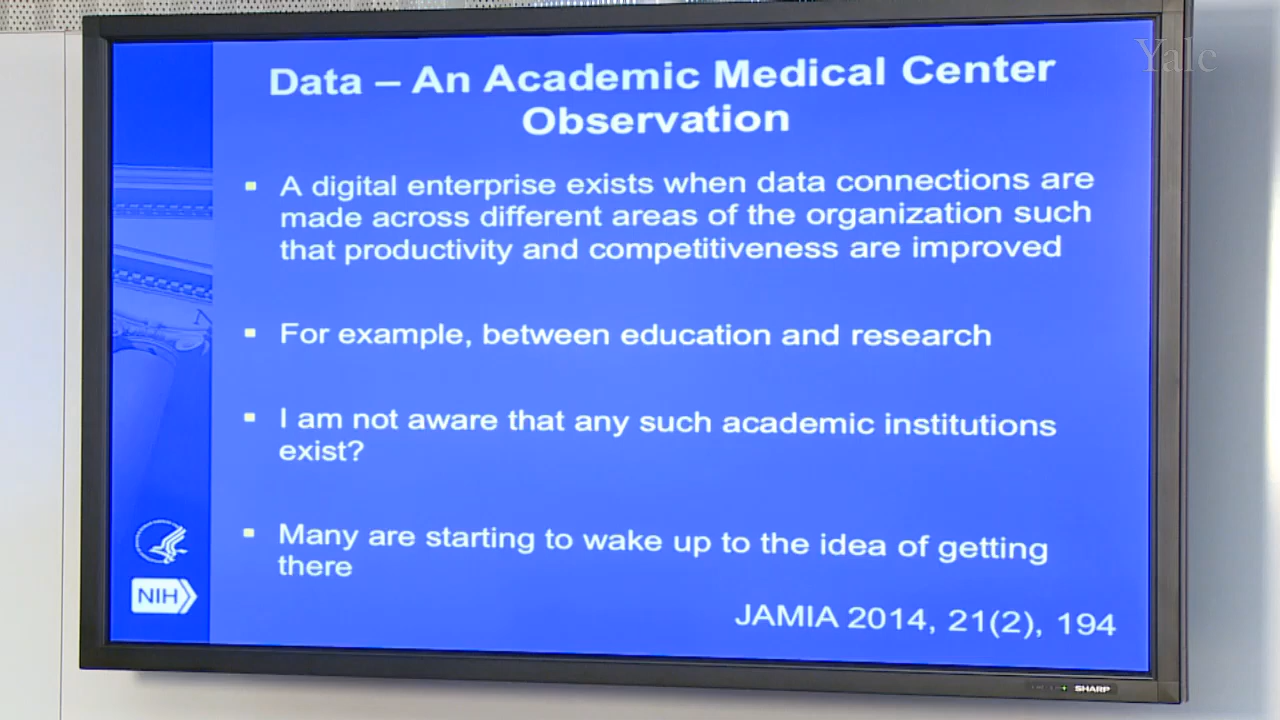 Yale
Data – An Academic Medical Center
Observation
A digital enterprise exists when data connections are
made across different areas of the organization such
that productivity and competitiveness are improved
For example, between education and research
I am not aware that any such academic institutions
exist?
Many are starting to wake up to the idea of getting
there
NIH
JAMIA 2014, 21(2), 194
SHARP